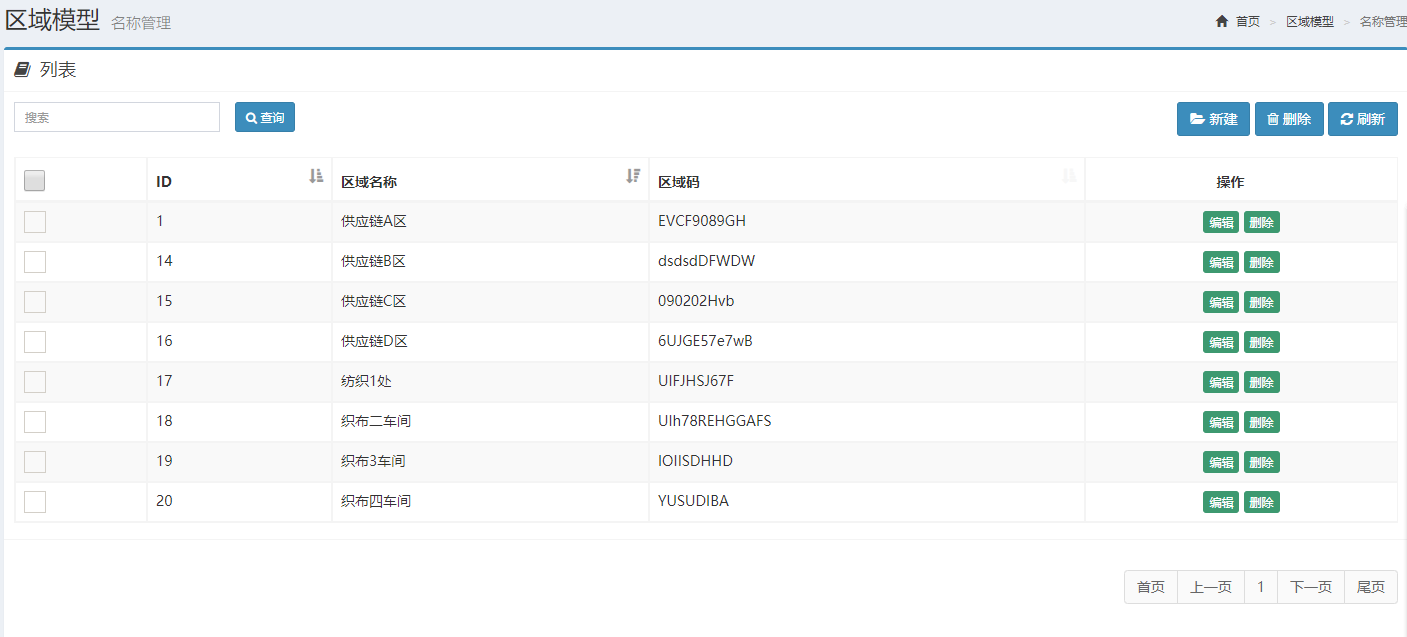 区域模型 名称管理
首页 > 区域模型 > 名称管理
列表
搜索 查询 新建 删除 刷新
ID 区域名称 区域码 操作
1 供应链A区 EVCF9089GH 编辑 删除
14 供应链B区 dsdsdDFWDW 编辑 删除
15 供应链C区 090202Hvb 编辑 删除
16 供应链D区 6UJGE57e7wB 编辑 删除
17 纺织1处 UIFJHSJ67F 编辑 删除
18 织布二车间 UIh78REHGGAFS 编辑 删除
19 织布3车间 IOIISDHHD 编辑 删除
20 织布四车间 YUSUDIBA 编辑 删除
首页 上一页 1 下一页 尾页